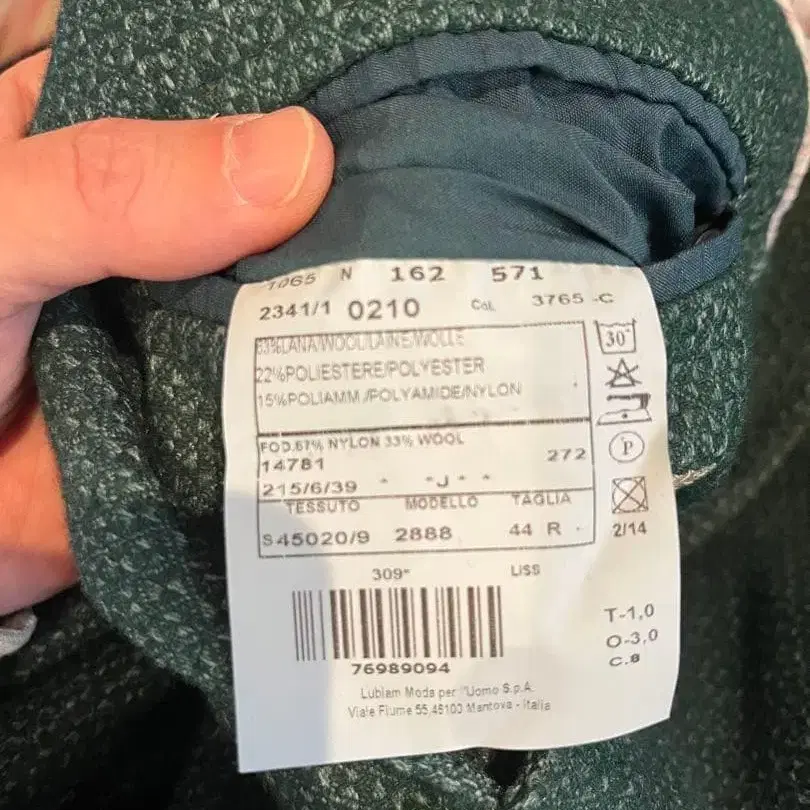 1065 N 162 571
2341/1 0210 Col. 3765 -C
63%LANA/WOOL/LAINE/WOLLE
22%POLIESTERE/POLYESTER
15%POLIAMM./POLYAMIDE/NYLON
30°
P
FOD.67% NYLON 33% WOOL
14781 272
215/6/39 * *J* *
TESSUTO MODELLO TAGLIA
S45020/9 2888 44 R
2/14
309" LISS
76989094
T-1,0
O-3,0
C.8
Lubiam Moda per l'Uomo S.p.A.
Viale Fiume 55,46100 Mantova - Italia